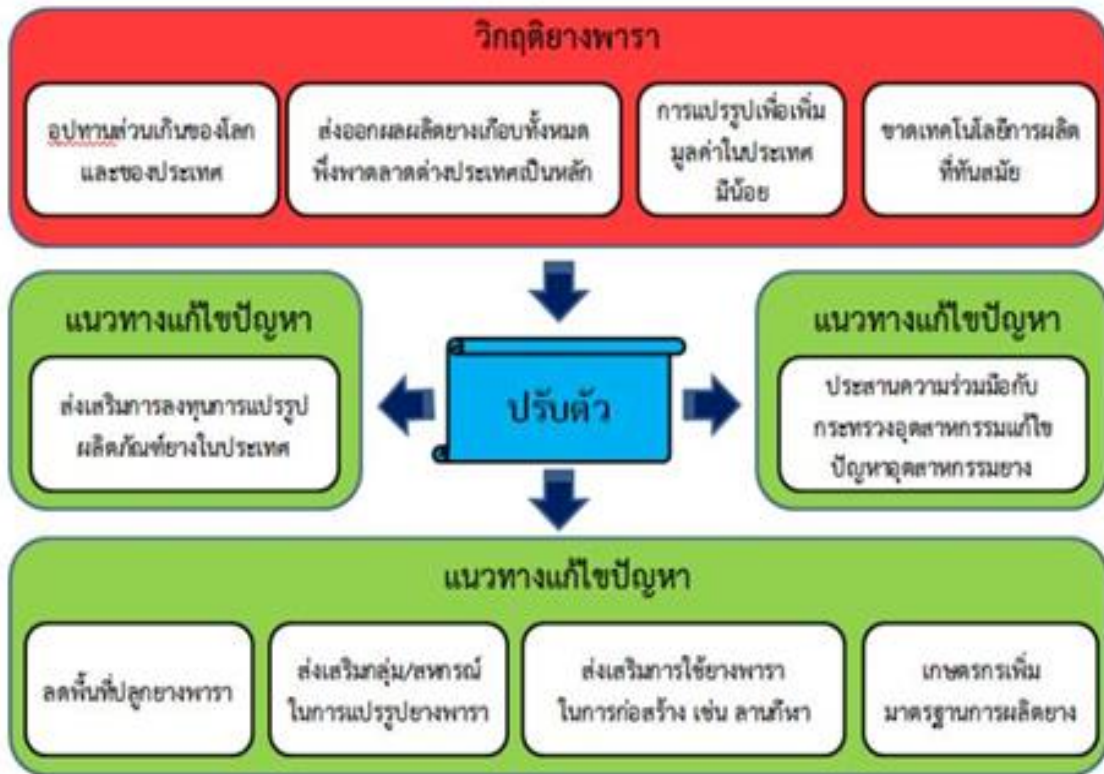 วิกฤติยางพารา
อุปทานส่วนเกินของโลก
และของประเทศ
ส่งออกผลผลิตยางเกือบทั้งหมด
พึ่งพาตลาดต่างประเทศเป็นหลัก
การแปรรูปเพื่อเพิ่ม
มูลค่าในประเทศ
มีน้อย
ขาดเทคโนโลยีการผลิต
ที่ทันสมัย
แนวทางแก้ไขปัญหา
ส่งเสริมการลงทุนการแปรรูป
ผลิตภัณฑ์ยางในประเทศ
ปรับตัว
แนวทางแก้ไขปัญหา
ประสานความร่วมมือกับ
กระทรวงอุตสาหกรรมแก้ไข
ปัญหาอุตสาหกรรมยาง
แนวทางแก้ไขปัญหา
ลดพื้นที่ปลูกยางพารา
ส่งเสริมกลุ่ม/สหกรณ์
ในการแปรรูปยางพารา
ส่งเสริมการใช้ยางพารา
ในการก่อสร้าง เช่น ลานกีฬา
เกษตรกรเพิ่ม
มาตรฐานการผลิตยาง